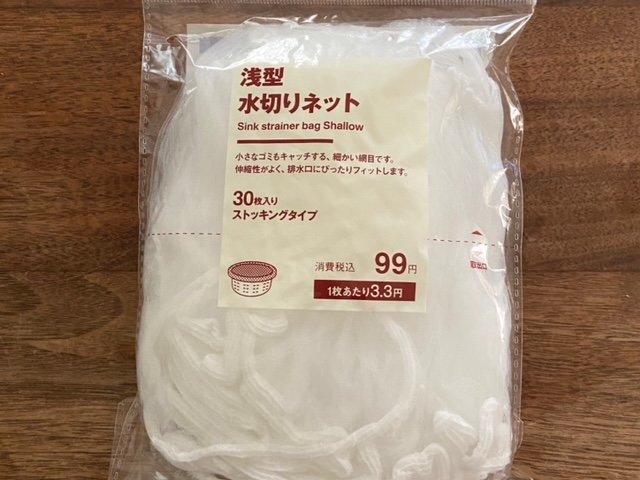 浅型
水切りネット
Sink strainer bag Shallow
小さなゴミもキャッチする、細かい網目です。
伸縮性がよく、排水口にぴったりフィットします。
30枚入り
ストッキングタイプ
消費税込 99円
1枚あたり3.3円